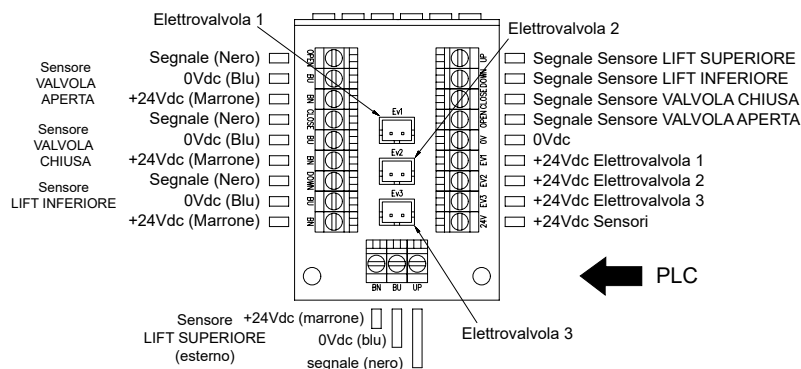 Elettrovalvola 1
Elettrovalvola 2
Sensore
VALVOLA
APERTA
Segnale (Nero)
0Vdc (Blu)
+24Vdc (Marrone)
Sensore
VALVOLA
CHIUSA
Segnale (Nero)
0Vdc (Blu)
+24Vdc (Marrone)
Sensore
LIFT INFERIORE
Segnale (Nero)
0Vdc (Blu)
+24Vdc (Marrone)
OPEN
BU
BN
CLOSE
BU
BN
DOWN
BU
BN
Ev1
Ev2
Ev3
UP
DOWN
CLOSE
OPEN
0V
EV1
EV2
EV3
24V
Segnale Sensore LIFT SUPERIORE
Segnale Sensore LIFT INFERIORE
Segnale Sensore VALVOLA CHIUSA
Segnale Sensore VALVOLA APERTA
0Vdc
+24Vdc Elettrovalvola 1
+24Vdc Elettrovalvola 2
+24Vdc Elettrovalvola 3
+24Vdc Sensori
PLC
BN BU UP
Sensore
LIFT SUPERIORE
(esterno)
+24Vdc (marrone)
0Vdc (blu)
segnale (nero)
Elettrovalvola 3